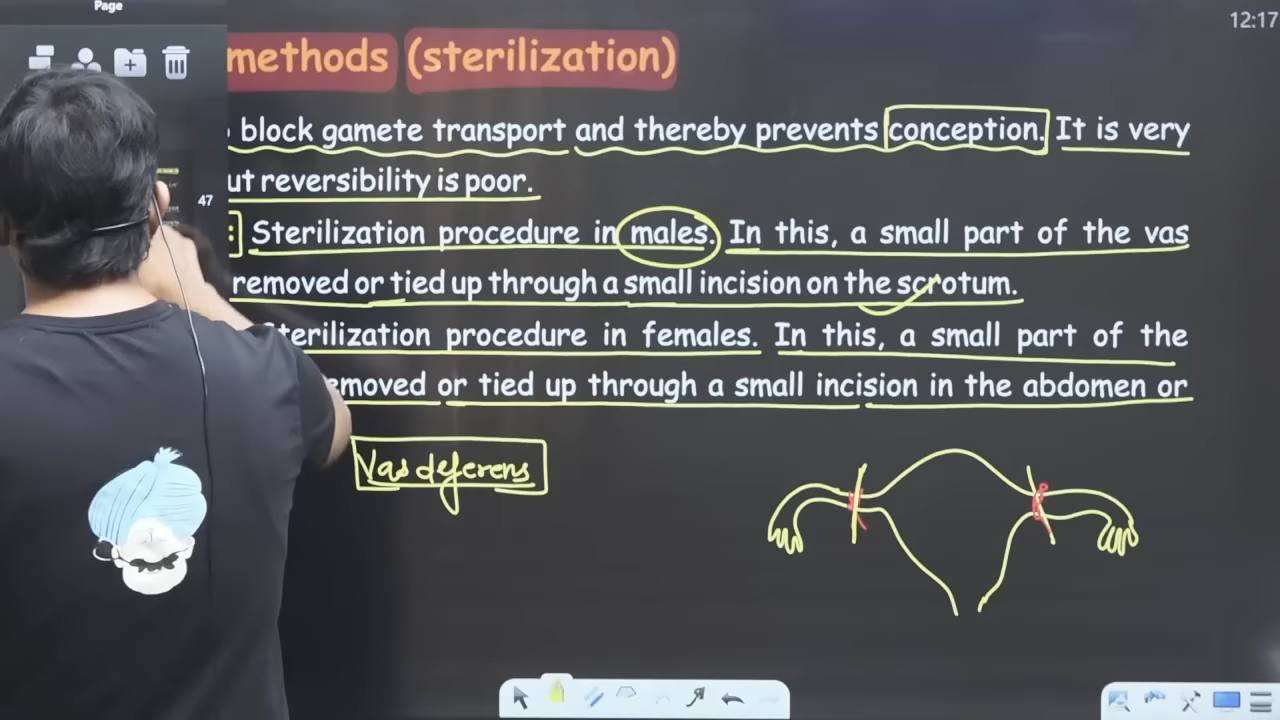 Page
12:17
methods (sterilization)
block gamete transport and thereby prevents conception. It is very
ut reversibility is poor.
47
: Sterilization procedure in males. In this, a small part of the vas
removed or tied up through a small incision on the scrotum.
Sterilization procedure in females. In this, a small part of the
emoved or tied up through a small incision in the abdomen or
Vas deferens